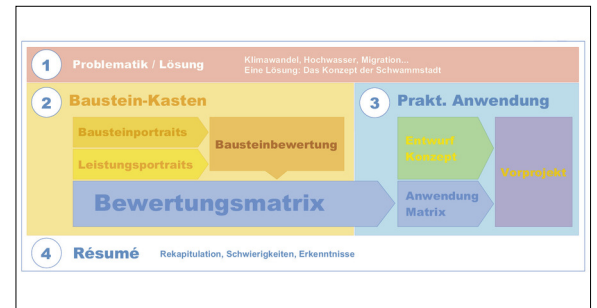 1 Problematik / Lösung
Klimawandel, Hochwasser, Migration...
Eine Lösung: Das Konzept der Schwammstadt
2 Baustein-Kasten
Bausteinportraits
Leistungsportraits
Bausteinbewertung
Bewertungsmatrix
3 Prakt. Anwendung
Entwurf
Konzept
Anwendung
Matrix
Vorprojekt
4 Résumé Rekapitulation, Schwierigkeiten, Erkenntnisse